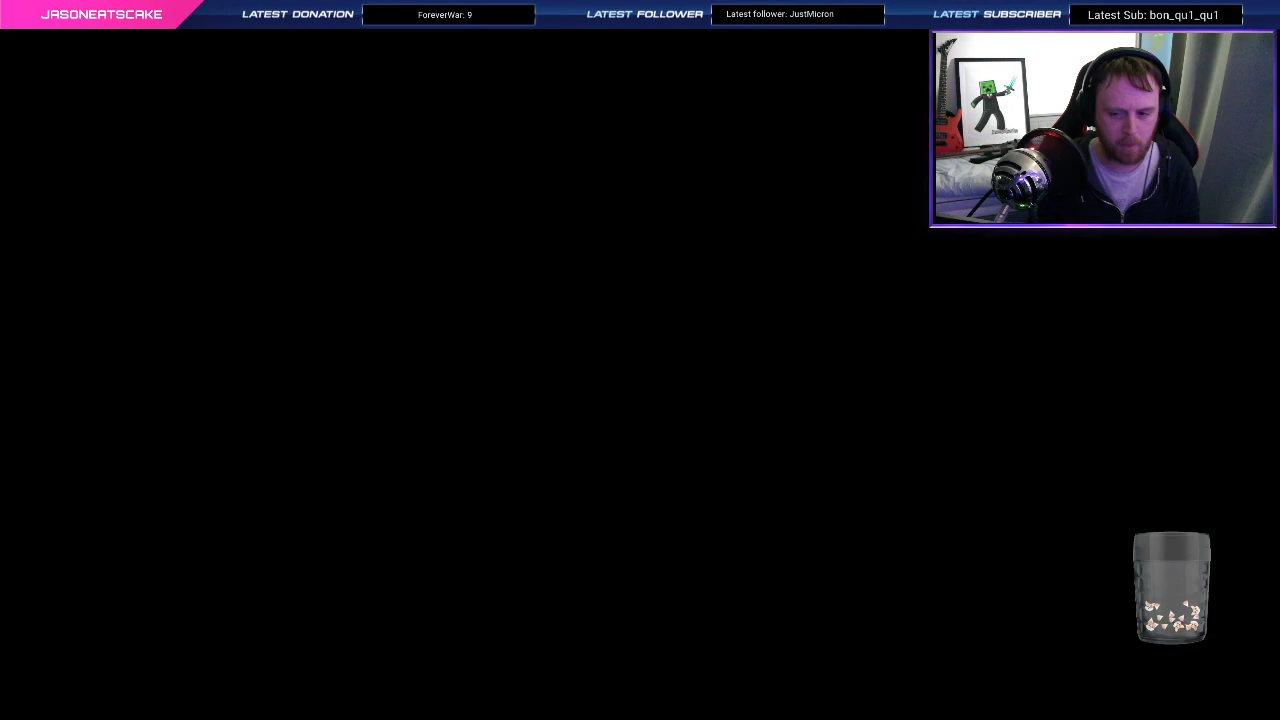 JASONEATSCAKE
LATEST DONATION
ForeverWar: 9
LATEST FOLLOWER
Latest follower: JustMicron
LATEST SUBSCRIBER
Latest Sub: bon_qu1_qu1